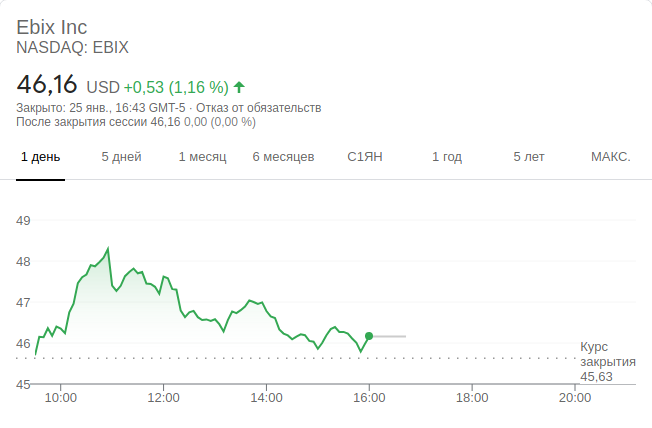 Ebix Inc
NASDAQ: EBIX
46,16 USD +0,53 (1,16 %)
Закрыто: 25 янв., 16:43 GMT-5 · Отказ от обязательств
После закрытия сессии 46,16 0,00 (0,00 %)
1 день 5 дней 1 месяц 6 месяцев С1ЯН 1 год 5 лет МАКС.
49
48
47
46
45
Курс
закрытия
45,63
10:00 12:00 14:00 16:00 18:00 20:00